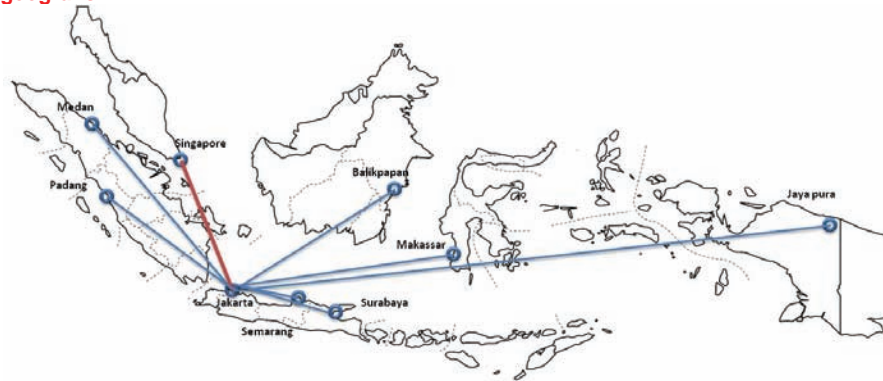 Medan
Singapore
Padang
Balikpapan
Jaya pura
Makassar
Jakarta
Surabaya
Semarang